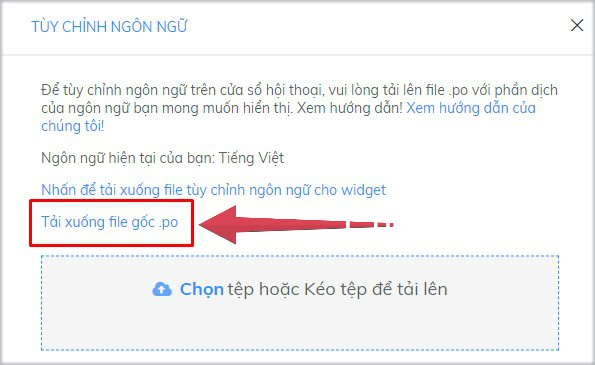 TÙY CHỈNH NGÔN NGỮ
Để tùy chỉnh ngôn ngữ trên cửa sổ hội thoại, vui lòng tải lên file .po với phần dịch
của ngôn ngữ bạn mong muốn hiển thị. Xem hướng dẫn! Xem hướng dẫn của
chúng tôi!
Ngôn ngữ hiện tại của bạn: Tiếng Việt
Nhấn để tải xuống file tùy chỉnh ngôn ngữ cho widget
Tải xuống file gốc .po
Chọn tệp hoặc Kéo tệp để tải lên